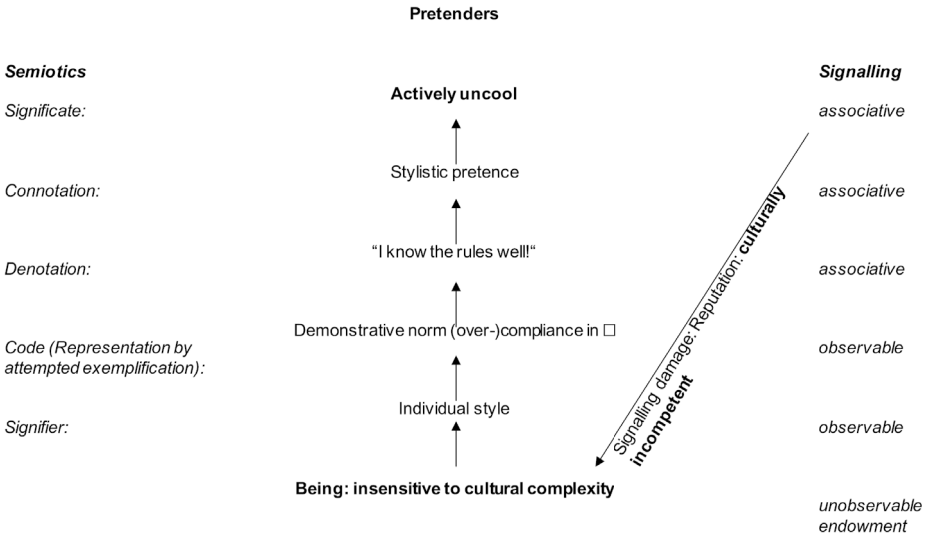 Pretenders
Semiotics
Signalling
Actively uncool
Significate:
associative
Stylistic pretence
Connotation:
associative
“I know the rules well!“
Denotation:
associative
Demonstrative norm (over-)compliance in □
Code (Representation by
attempted exemplification):
observable
Individual style
Signifier:
observable
Signalling damage: Reputation: culturally
incompetent
Being: insensitive to cultural complexity
unobservable
endowment